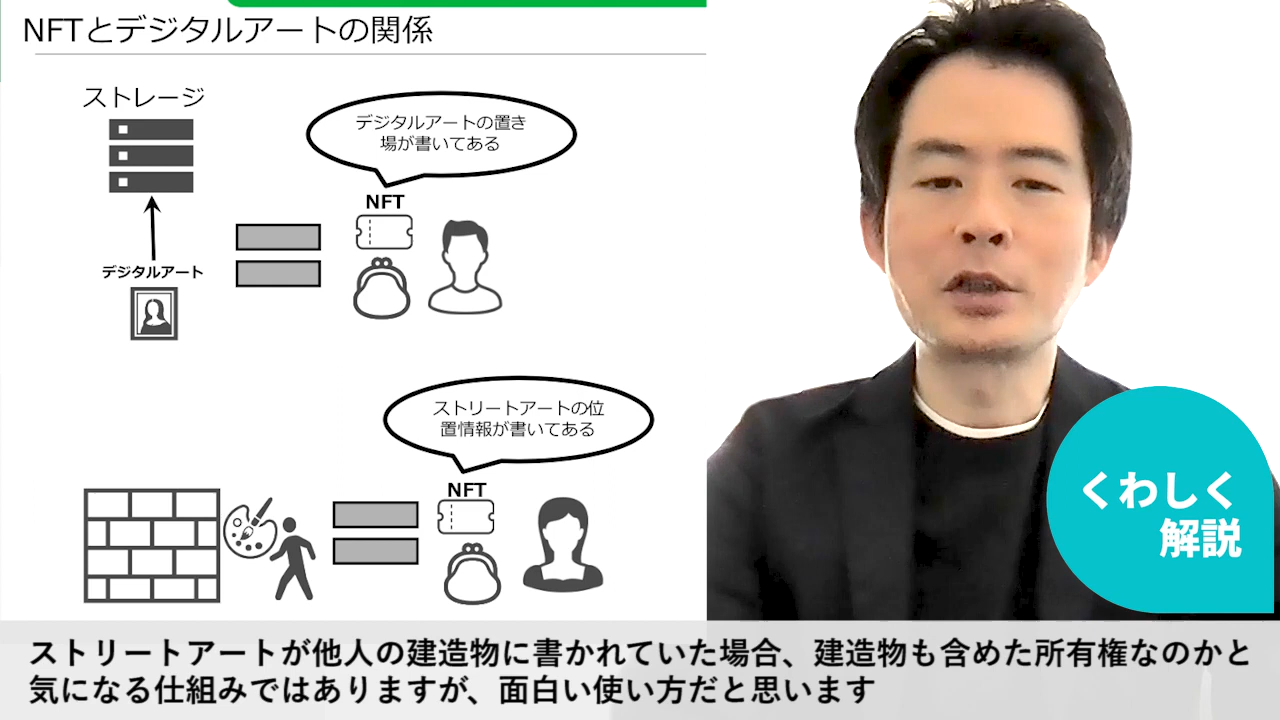 NFTとデジタルアートの関係
ストレージ
デジタルアートの置き
場が書いてある
NFT
デジタルアート
ストリートアートの位
置情報が書いてある
NFT
くわしく
解説
ストリートアートが他人の建造物に書かれていた場合、建造物も含めた所有権なのかと
気になる仕組みではありますが、面白い使い方だと思います